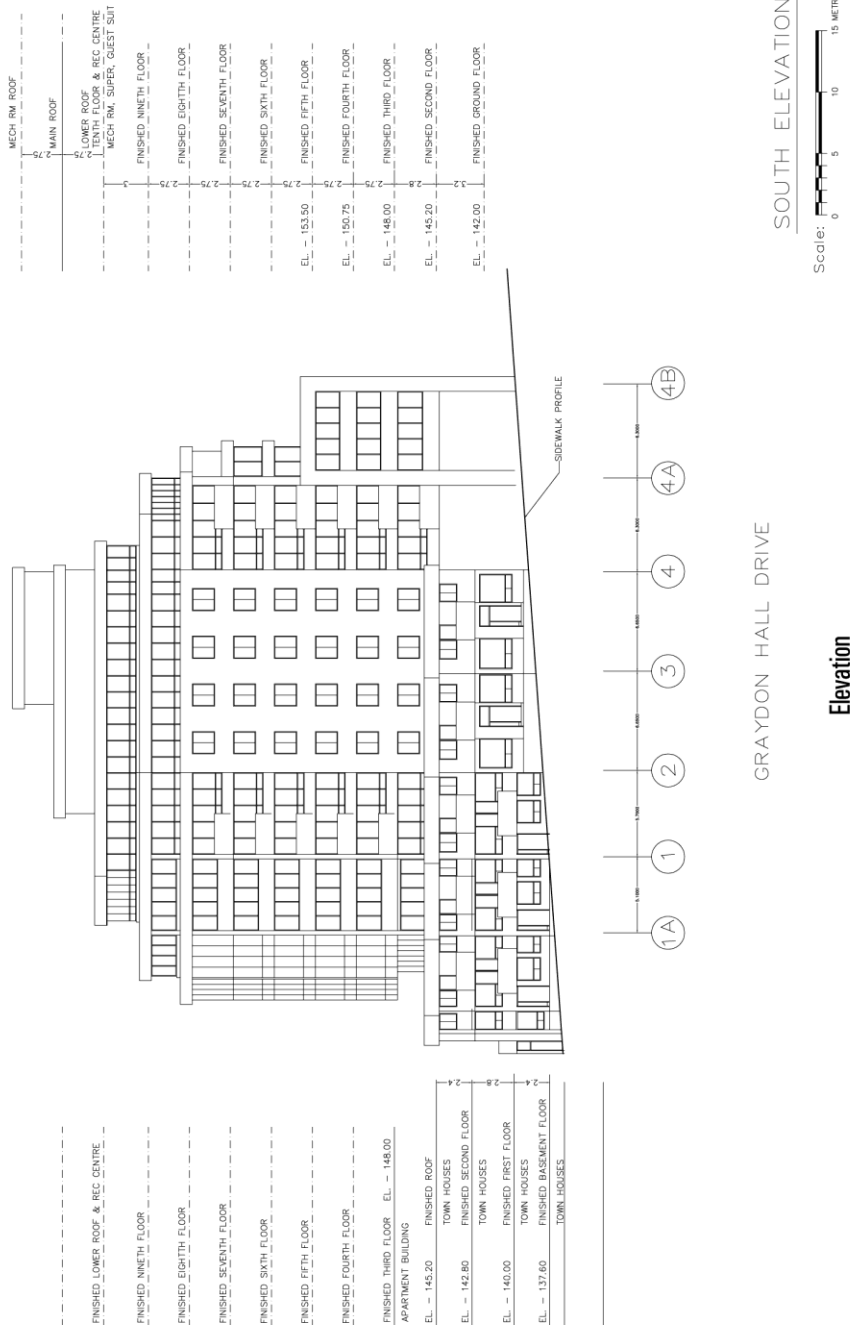 MECH RM ROOF
2.75
MAIN ROOF
2.75
LOWER ROOF
TENTH FLOOR & REC CENTRE
MECH RM, SUPER, GUEST SUIT
3
FINISHED NINETH FLOOR
2.75
FINISHED EIGHTTH FLOOR
2.75
FINISHED SEVENTH FLOOR
2.75
FINISHED SIXTH FLOOR
2.75
EL. - 153.50 FINISHED FIFTH FLOOR
2.75
EL. - 150.75 FINISHED FOURTH FLOOR
2.75
EL. - 148.00 FINISHED THIRD FLOOR
2.8
EL. - 145.20 FINISHED SECOND FLOOR
3.2
EL. - 142.00 FINISHED GROUND FLOOR
FINISHED LOWER ROOF & REC CENTRE
FINISHED NINETH FLOOR
FINISHED EIGHTTH FLOOR
FINISHED SEVENTH FLOOR
FINISHED SIXTH FLOOR
FINISHED FIFTH FLOOR
FINISHED FOURTH FLOOR
FINISHED THIRD FLOOR EL. - 148.00
APARTMENT BUILDING
EL. - 145.20 FINISHED ROOF
TOWN HOUSES
2.4
EL. - 142.80 FINISHED SECOND FLOOR
TOWN HOUSES
2.8
EL. - 140.00 FINISHED FIRST FLOOR
TOWN HOUSES
2.4
EL. - 137.60 FINISHED BASEMENT FLOOR
TOWN HOUSES
SIDEWALK PROFILE
1A 1 2 3 4 4A 4B
GRAYDON HALL DRIVE
SOUTH ELEVATION
Scale: 0 5 10 15 METR
Elevation